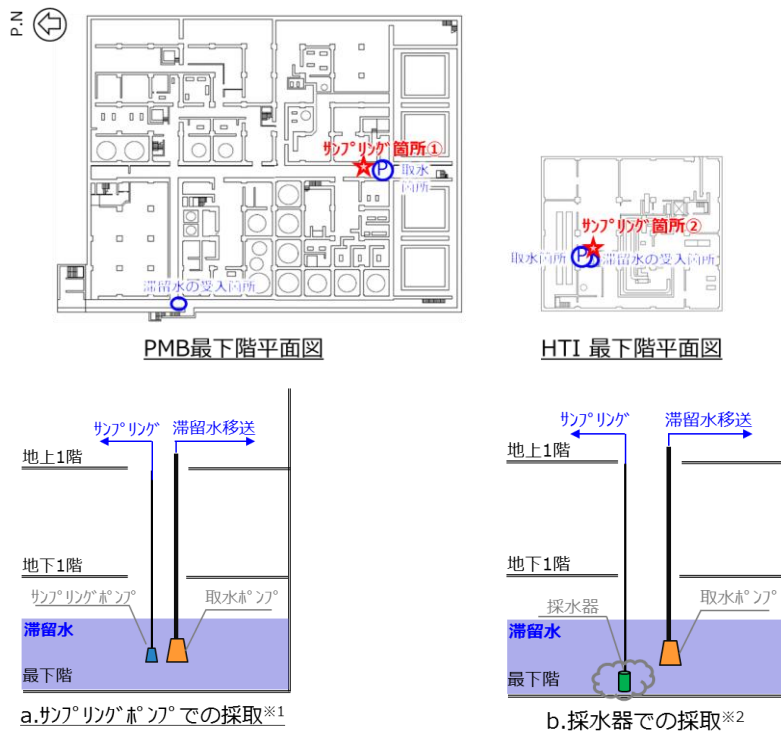 P.N
サンプリング箇所①
P
取水
箇所
滞留水の受入箇所
PMB最下階平面図
サンプリング箇所②
取水箇所
P
滞留水の受入箇所
HTI 最下階平面図
サンプリング
滞留水移送
地上1階
地下1階
サンプリングポンプ
取水ポンプ
滞留水
最下階
a.サンプリングポンプでの採取※1
サンプリング
滞留水移送
地上1階
地下1階
採水器
取水ポンプ
滞留水
最下階
b.採水器での採取※2